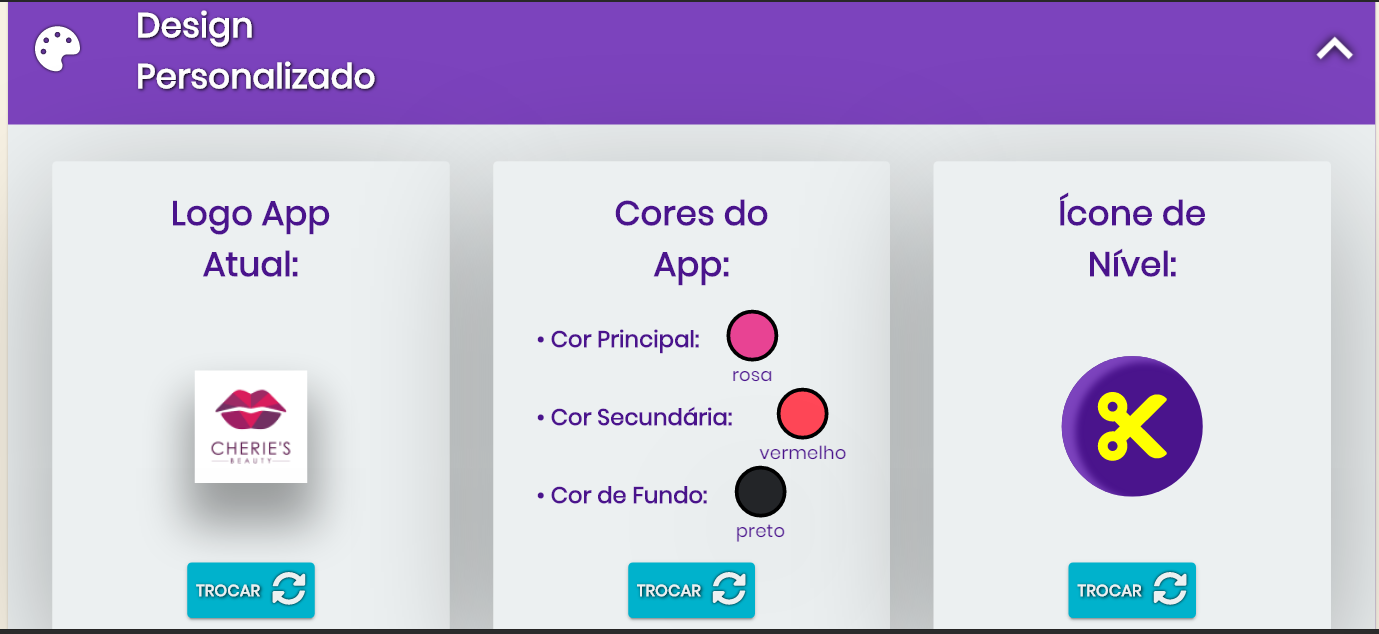 Design
Personalizado
Logo App
Atual:
CHERIE'S
BEAUTY
TROCAR
Cores do
App:
• Cor Principal:
rosa
• Cor Secundária:
vermelho
• Cor de Fundo:
preto
TROCAR
Ícone de
Nível:
TROCAR